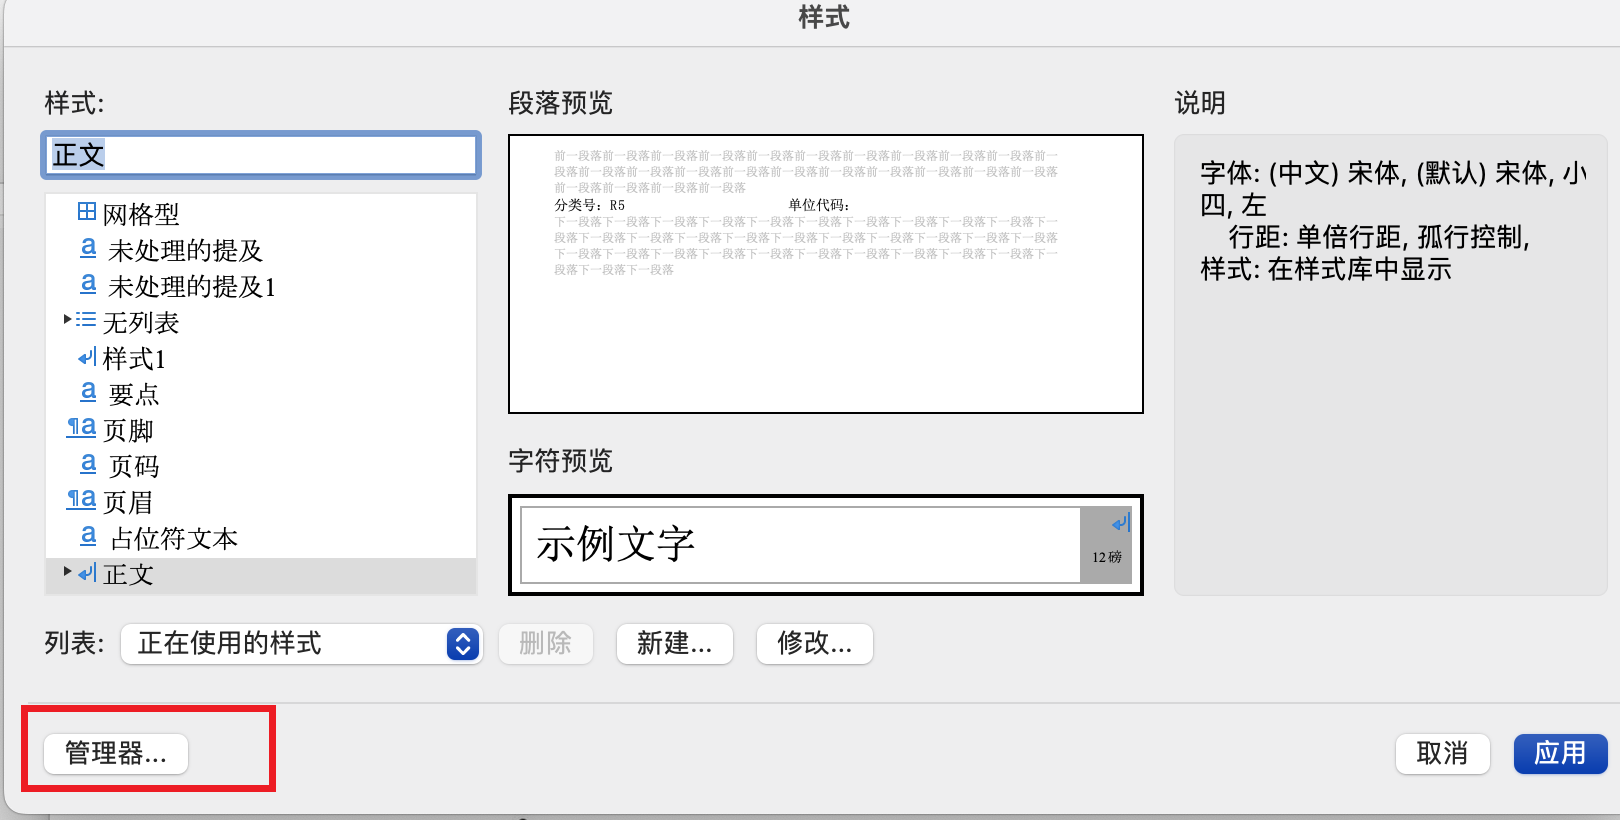 样式
样式:
正文
网格型
未处理的提及
未处理的提及1
无列表
样式1
要点
页脚
页码
页眉
占位符文本
正文
列表:
正在使用的样式
删除
新建...
修改...
段落预览
前一段落前一段落前一段落前一段落前一段落前一段落前一段落前一段落前一段落前一段落前一
段落前一段落前一段落前一段落前一段落前一段落前一段落前一段落前一段落前一段落前一段落
前一段落前一段落前一段落前一段落
分类号：R5 单位代码：
下一段落下一段落下一段落下一段落下一段落下一段落下一段落下一段落下一段落下一段落下一
段落下一段落下一段落下一段落下一段落下一段落下一段落下一段落下一段落下一段落下一段落
下一段落下一段落下一段落下一段落下一段落下一段落下一段落下一段落下一段落下一段落下一
段落下一段落下一段落
字符预览
示例文字
12磅
说明
字体: (中文) 宋体, (默认) 宋体, 小
四, 左
行距: 单倍行距, 孤行控制,
样式: 在样式库中显示
管理器...
取消
应用